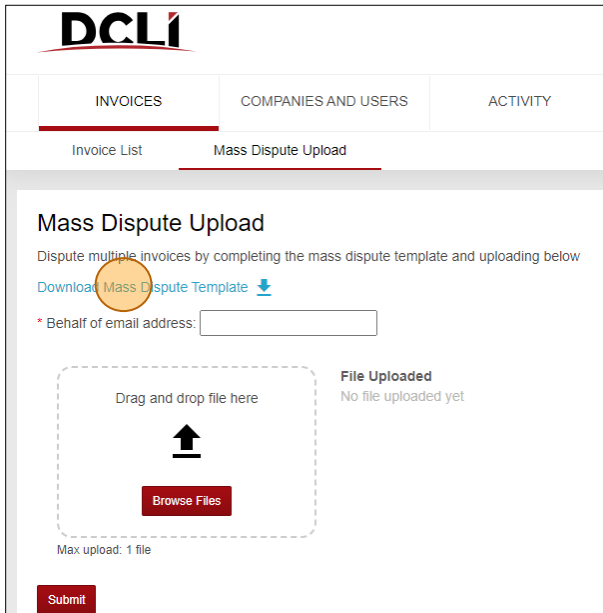 DCLI
INVOICES COMPANIES AND USERS ACTIVITY
Invoice List Mass Dispute Upload
Mass Dispute Upload
Dispute multiple invoices by completing the mass dispute template and uploading below
Download Mass Dispute Template
* Behalf of email address:
Drag and drop file here
Browse Files
Max upload: 1 file
File Uploaded
No file uploaded yet
Submit